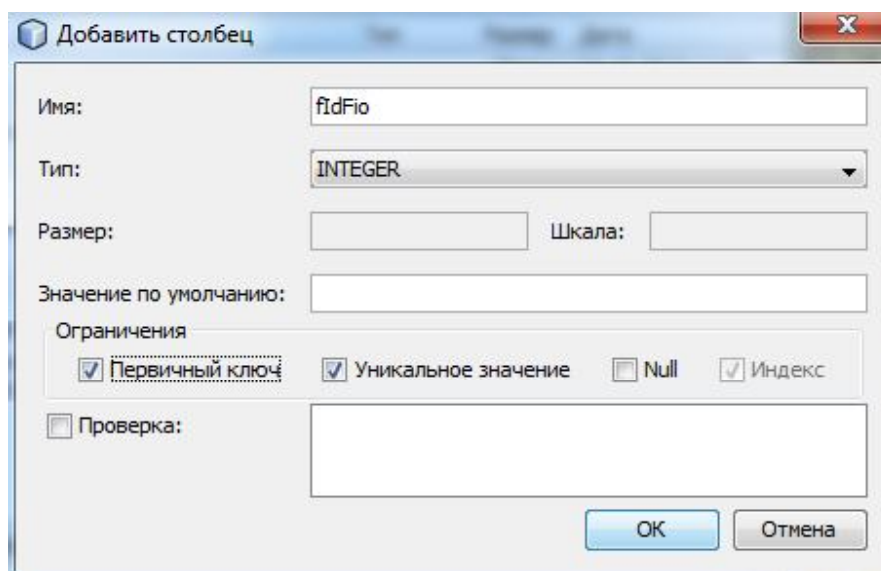 Добавить столбец
Имя: fIdFio
Тип: INTEGER
Размер: Шкала:
Значение по умолчанию:
Ограничения
Первичный ключ Уникальное значение Null Индекс
Проверка:
OK Отмена